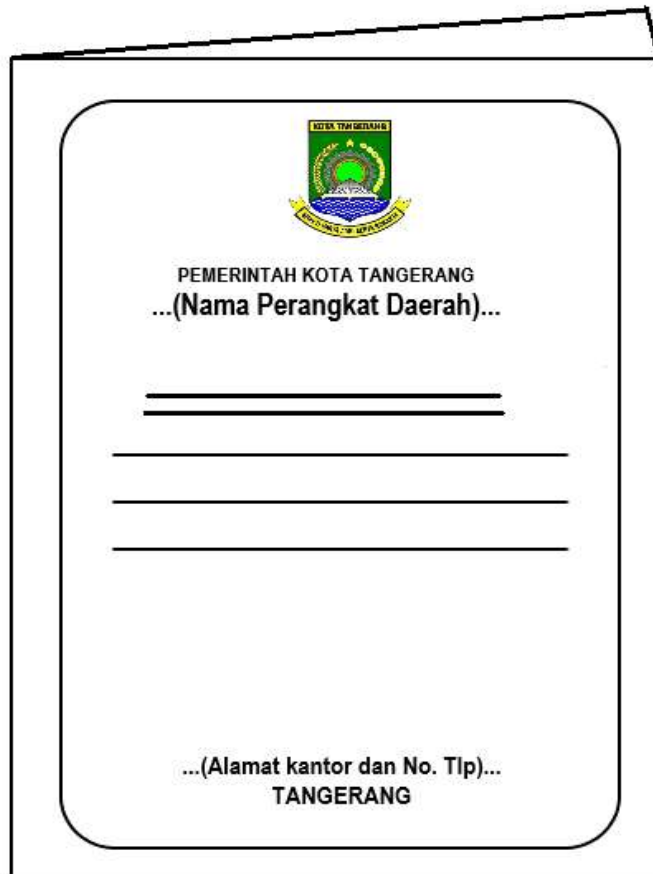 KOTA TANGERANG
PEMERINTAH KOTA TANGERANG
...(Nama Perangkat Daerah)...
...(Alamat kantor dan No. Tlp)...
TANGERANG